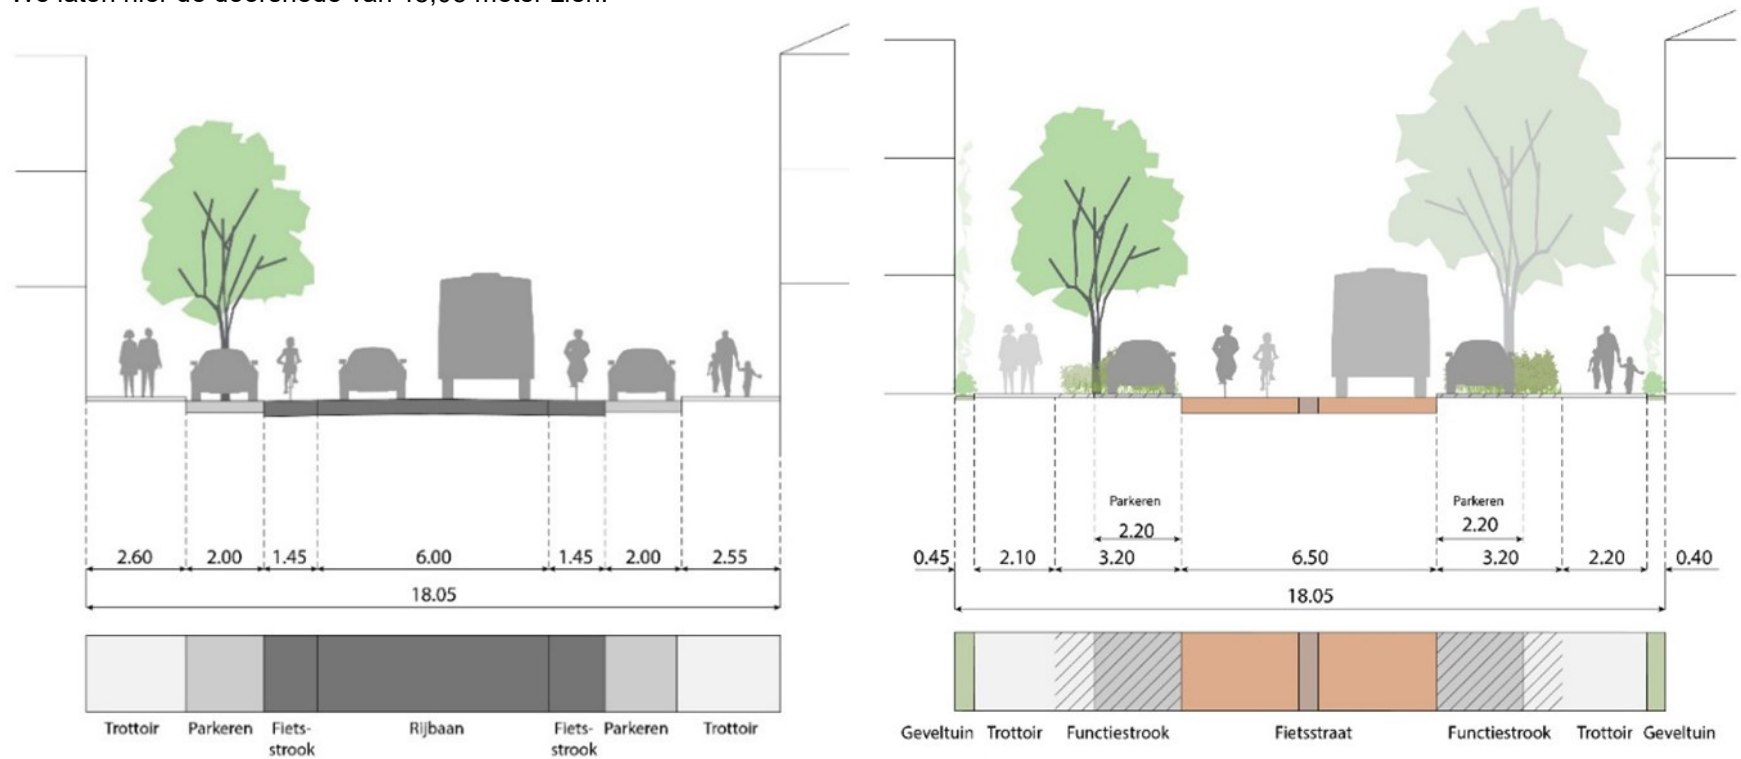 Parkeren
Parkeren
2.20
2.20
2.60 2.00 1.45 6.00 1.45 2.00 2.55
0.45 2.10 3.20 6.50 3.20 2.20 0.40
18.05
18.05
Trottoir Parkeren Fiets- Rijbaan Fiets- Parkeren Trottoir
strook strook
Geveltuin Trottoir Functiestrook Fietsstraat Functiestrook Trottoir Geveltuin